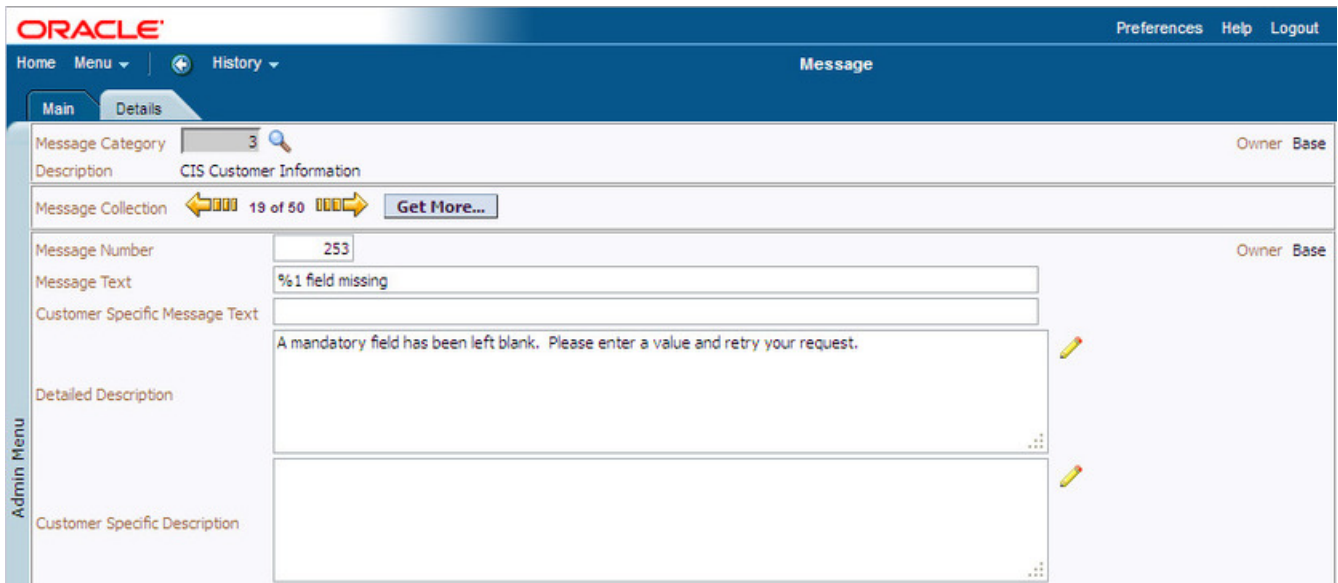 ORACLE
Preferences Help Logout
Home Menu History Message
Main Details
Message Category 3 Owner Base
Description CIS Customer Information
Message Collection 19 of 50 Get More...
Message Number 253 Owner Base
Message Text %1 field missing
Customer Specific Message Text
A mandatory field has been left blank. Please enter a value and retry your request.
Detailed Description
Customer Specific Description
Admin Menu